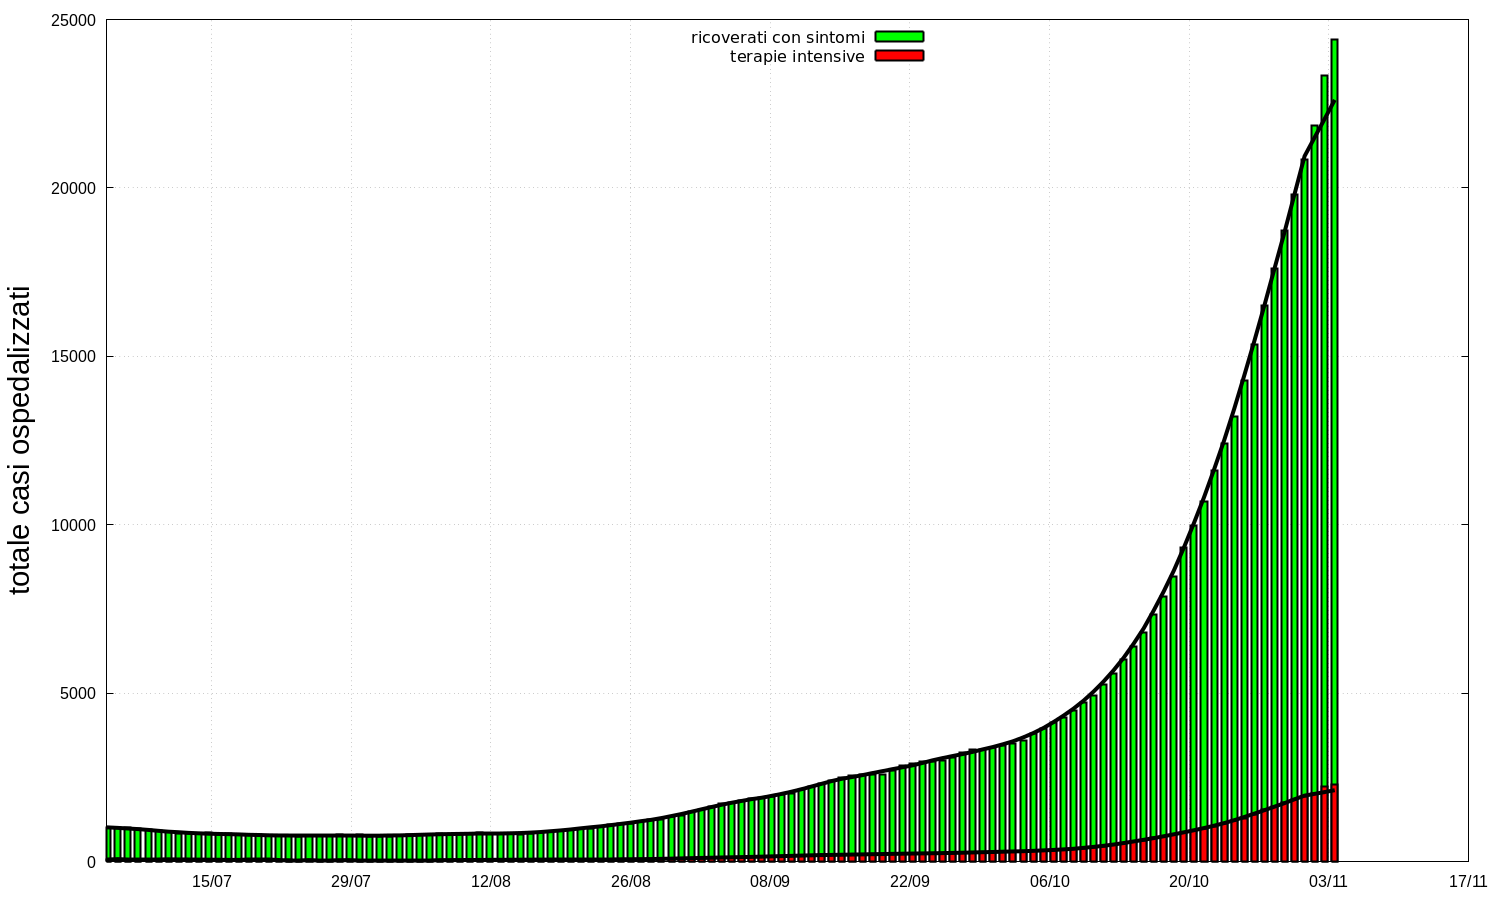 25000
20000
15000
10000
5000
0
totale casi ospedalizzati
ricoverati con sintomi
terapie intensive
15/07 29/07 12/08 26/08 08/09 22/09 06/10 20/10 03/11 17/11